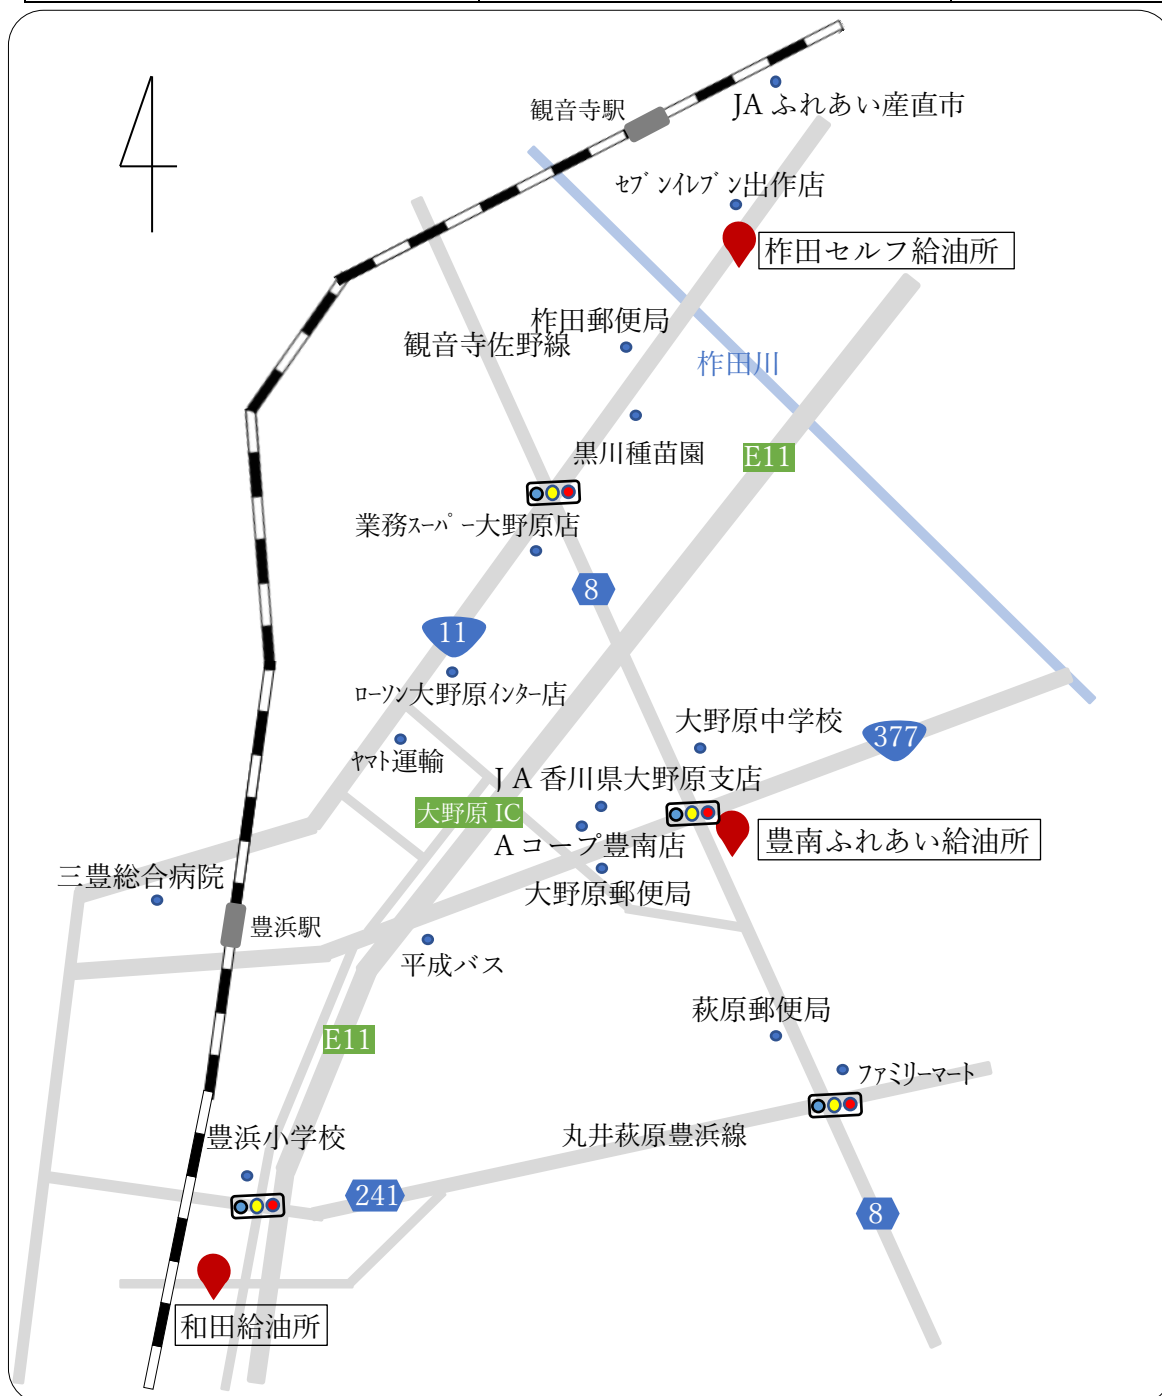 観音寺駅
JA ふれあい産直市
ｾﾌﾞﾝｲﾚﾌﾞﾝ出作店
柞田セルフ給油所
柞田郵便局
観音寺佐野線
柞田川
黒川種苗園
E11
業務ｽｰﾊﾟｰ大野原店
8
11
ﾛｰｿﾝ大野原ｲﾝﾀｰ店
大野原中学校
377
ﾔﾏﾄ運輸
ＪＡ香川県大野原支店
大野原 IC
Aコープ豊南店
豊南ふれあい給油所
三豊総合病院
大野原郵便局
豊浜駅
平成バス
萩原郵便局
E11
ﾌｧﾐﾘｰﾏｰﾄ
豊浜小学校
丸井萩原豊浜線
241
8
和田給油所